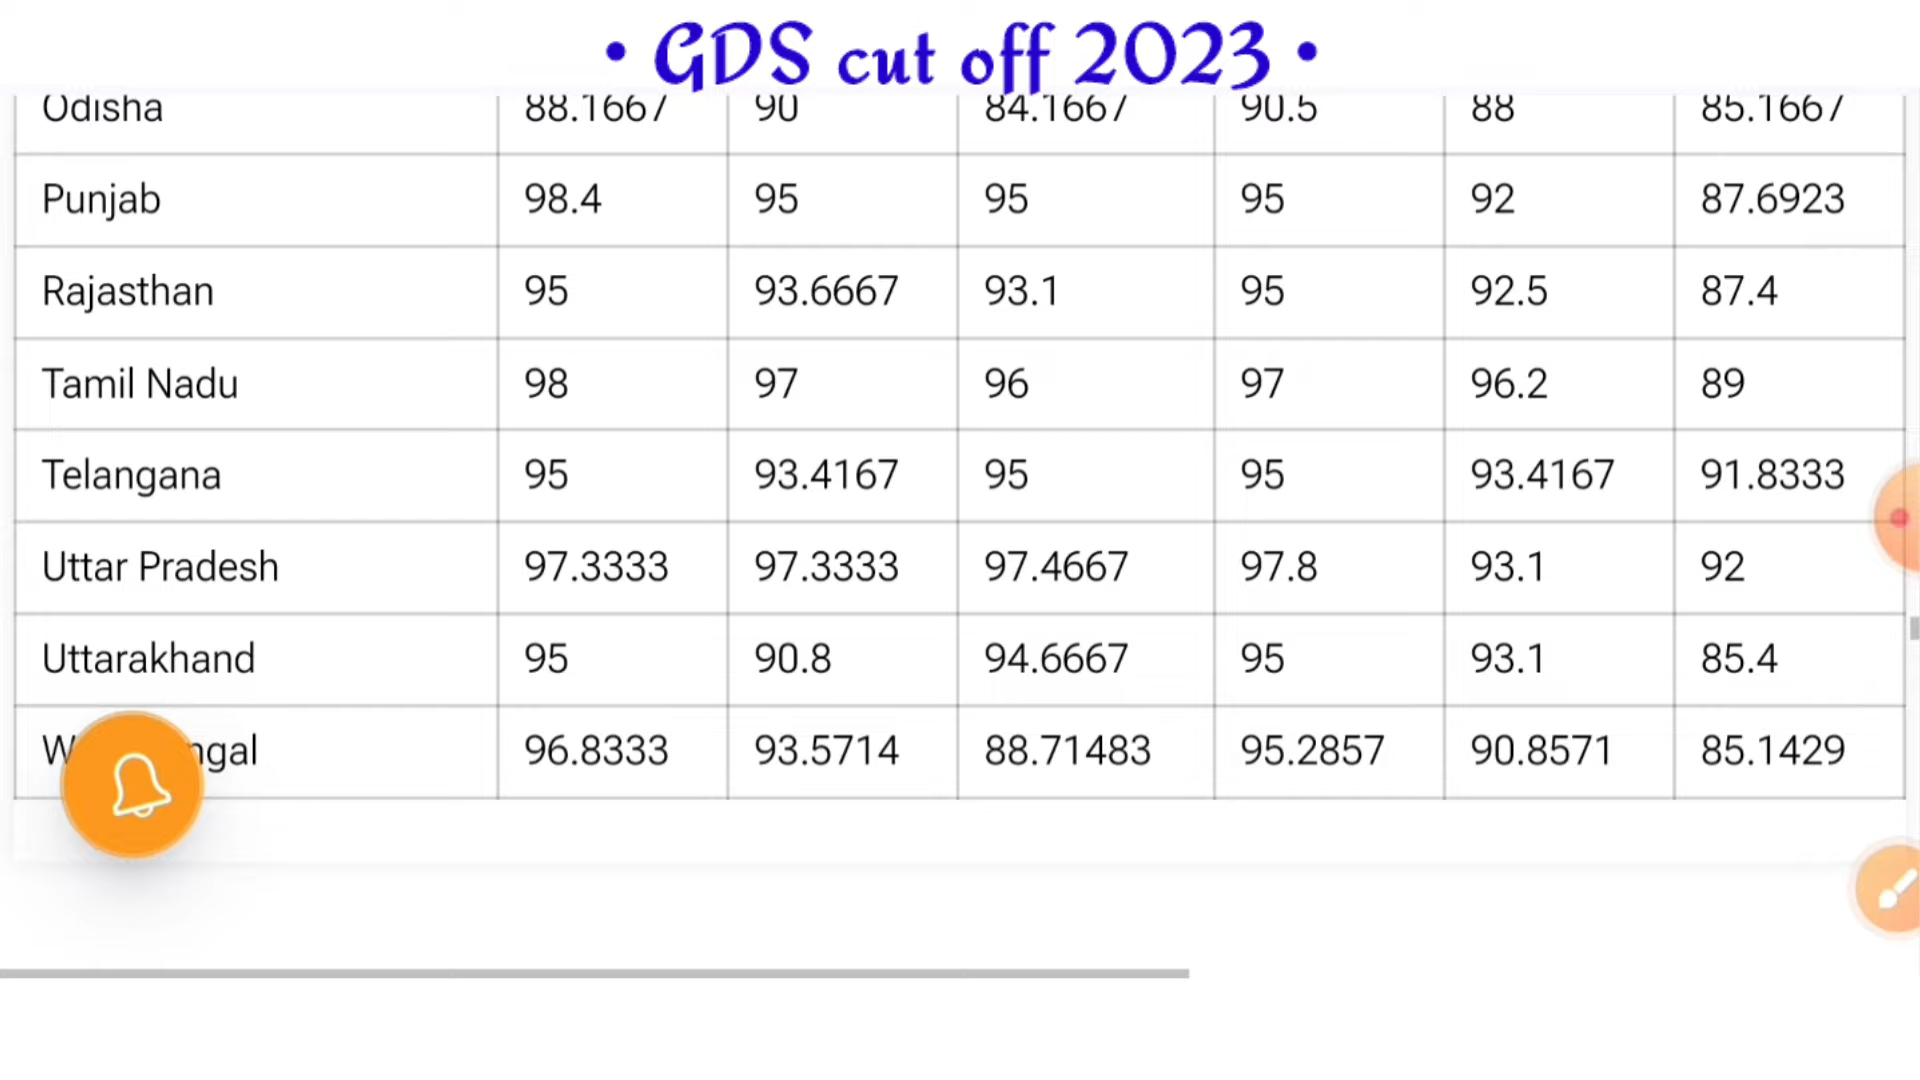 • GDS cut off 2023 •
Odisha 88.1667 90 84.1667 90.5 88 85.1667
Punjab 98.4 95 95 95 92 87.6923
Rajasthan 95 93.6667 93.1 95 92.5 87.4
Tamil Nadu 98 97 96 97 96.2 89
Telangana 95 93.4167 95 95 93.4167 91.8333
Uttar Pradesh 97.3333 97.3333 97.4667 97.8 93.1 92
Uttarakhand 95 90.8 94.6667 95 93.1 85.4
96.8333 93.5714 88.71483 95.2857 90.8571 85.1429